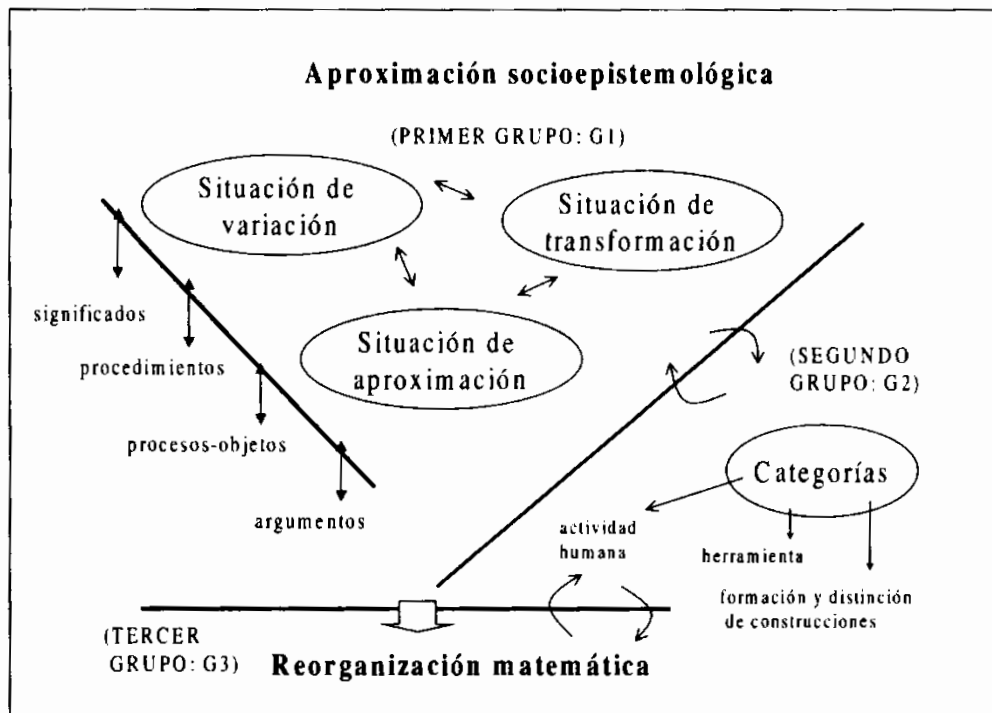 Aproximación socioepistemológica
(PRIMER GRUPO: G1)
Situación de
variación
Situación de
transformación
Situación de
aproximación
significados
procedimientos
procesos-objetos
argumentos
(SEGUNDO
GRUPO: G2)
Categorías
actividad
humana
herramienta
formación y distinción
de construcciones
(TERCER
GRUPO: G3)
Reorganización matemática